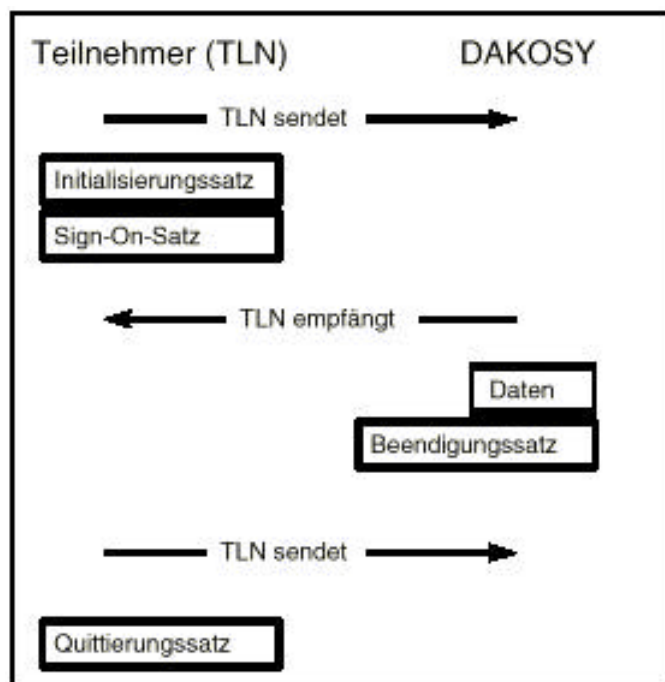 Teilnehmer (TLN) DAKOSY
TLN sendet
Initialisierungssatz
Sign-On-Satz
TLN empfängt
Daten
Beendigungssatz
TLN sendet
Quittierungssatz